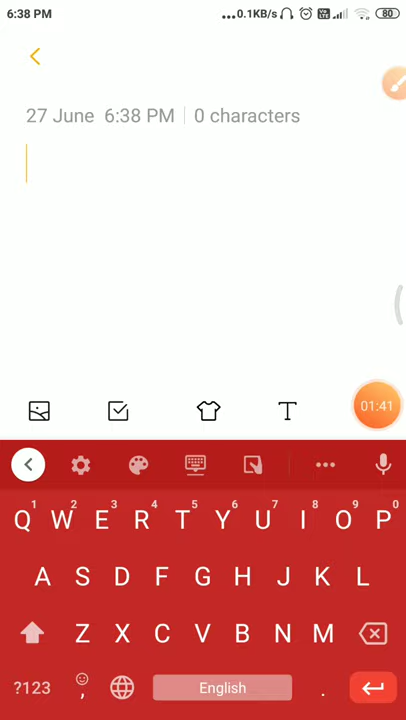 6:38 PM ...0.1KB/s 80
27 June 6:38 PM 0 characters
T 01:41
1 2 3 4 5 6 7 8 9 0
Q W E R T Y U I O P
A S D F G H J K L
Z X C V B N M
?123 , English .